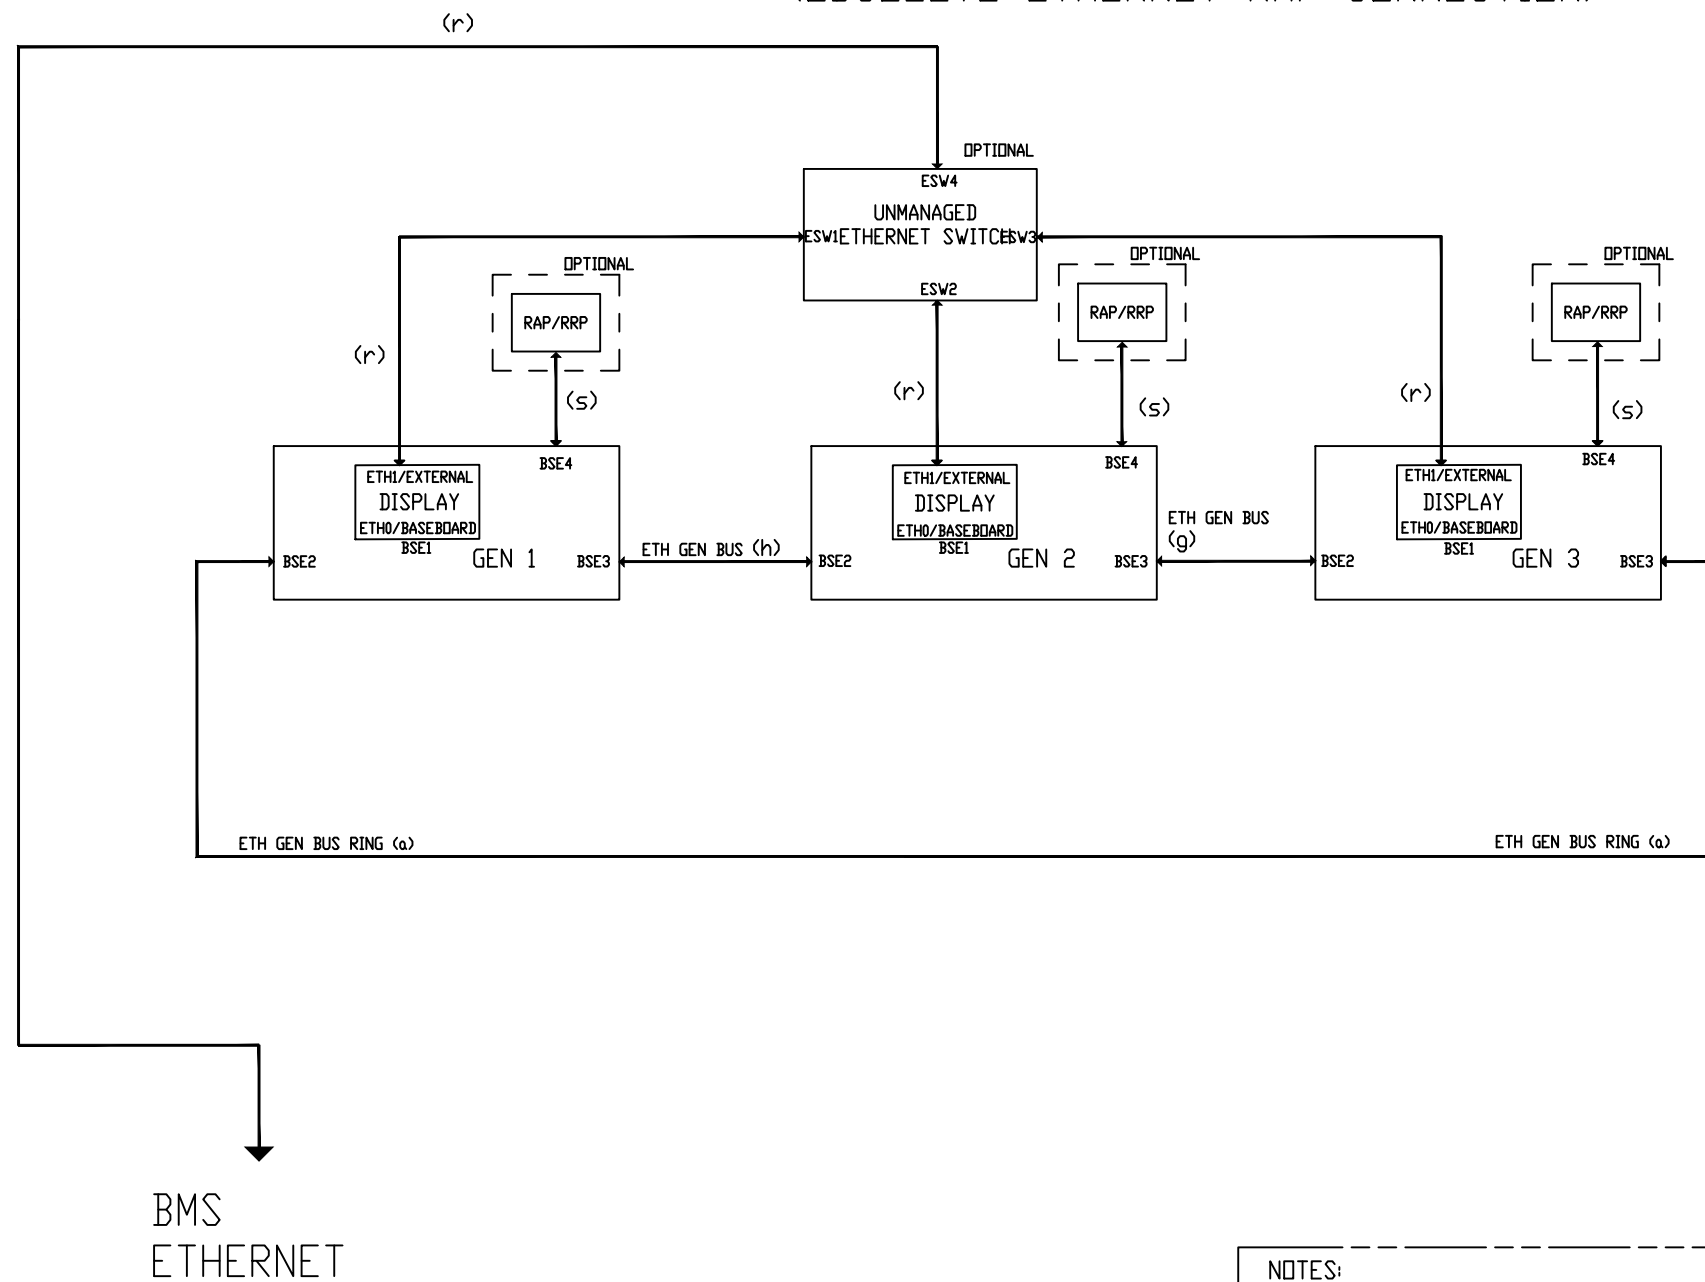 (r)
OPTIONAL
ESW4
UNMANAGED
ESW1 ETHERNET SWITCH ESW3
OPTIONAL
OPTIONAL
OPTIONAL
ESW2
RAP/RRP
RAP/RRP
RAP/RRP
(r)
(r)
(r)
(s)
(s)
(s)
BSE4
BSE4
BSE4
ETH1/EXTERNAL
DISPLAY
ETH0/BASEBOARD
BSE1
ETH1/EXTERNAL
DISPLAY
ETH0/BASEBOARD
BSE1
ETH1/EXTERNAL
DISPLAY
ETH0/BASEBOARD
BSE1
ETH GEN BUS
(g)
BSE2
GEN 1
BSE3
ETH GEN BUS (h)
BSE2
GEN 2
BSE3
BSE2
GEN 3
BSE3
ETH GEN BUS RING (a)
ETH GEN BUS RING (a)
BMS
ETHERNET
NOTES: